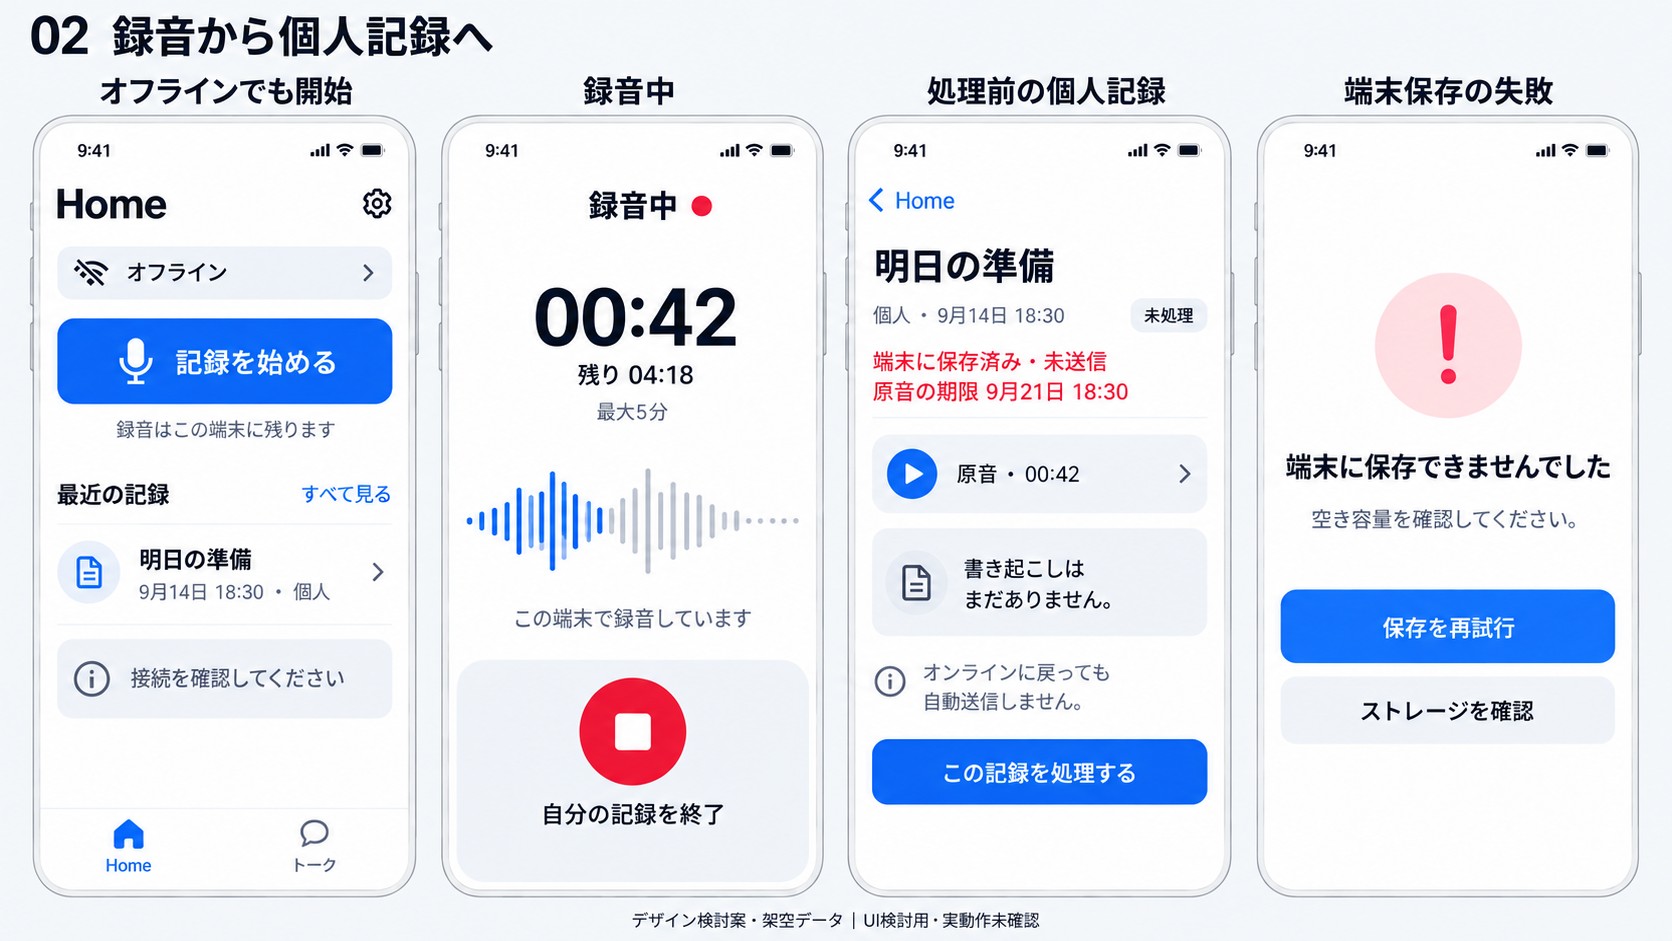 02 録音から個人記録へ
オフラインでも開始
9:41
Home
オフライン
記録を始める
録音はこの端末に残ります
最近の記録
すべて見る
明日の準備
9月14日 18:30 ・ 個人
接続を確認してください
Home
トーク
録音中
9:41
録音中
00:42
残り 04:18
最大5分
この端末で録音しています
自分の記録を終了
処理前の個人記録
9:41
Home
明日の準備
個人 ・ 9月14日 18:30
未処理
端末に保存済み・未送信
原音の期限 9月21日 18:30
原音 ・ 00:42
書き起こしは
まだありません。
オンラインに戻っても
自動送信しません。
この記録を処理する
端末保存の失敗
9:41
端末に保存できませんでした
空き容量を確認してください。
保存を再試行
ストレージを確認
デザイン検討案・架空データ｜UI検討用・実動作未確認